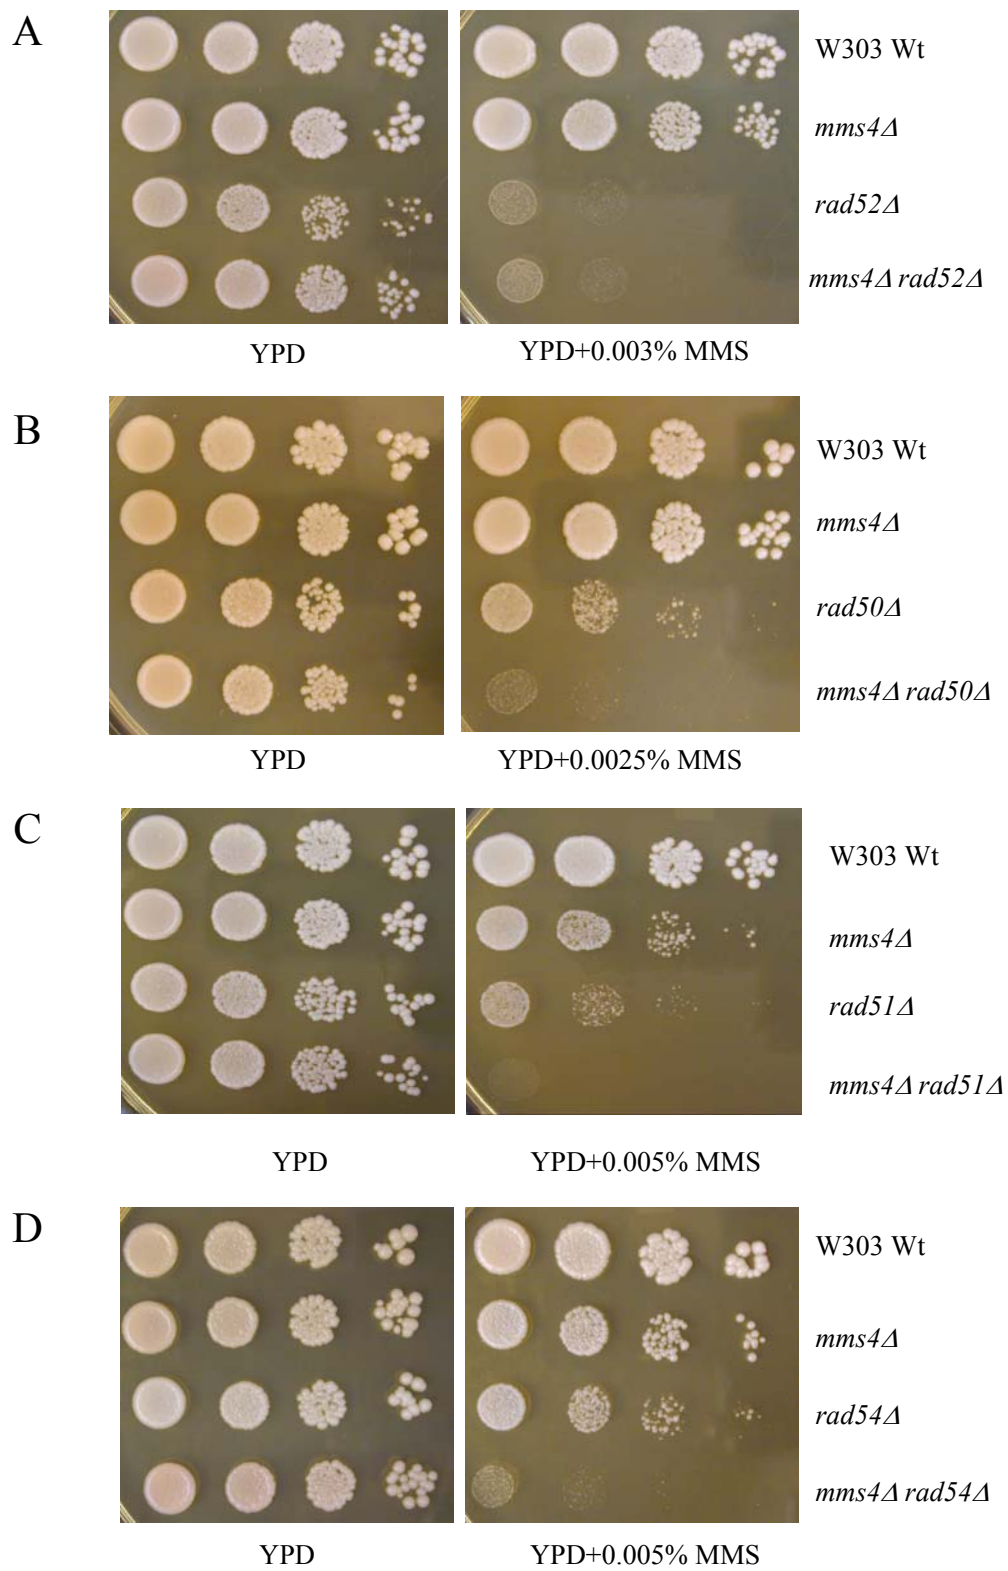 A
W303 Wt
mms4Δ
rad52Δ
mms4Δ rad52Δ
YPD
YPD+0.003% MMS
B
W303 Wt
mms4Δ
rad50Δ
mms4Δ rad50Δ
YPD
YPD+0.0025% MMS
C
W303 Wt
mms4Δ
rad51Δ
mms4Δ rad51Δ
YPD
YPD+0.005% MMS
D
W303 Wt
mms4Δ
rad54Δ
mms4Δ rad54Δ
YPD
YPD+0.005% MMS